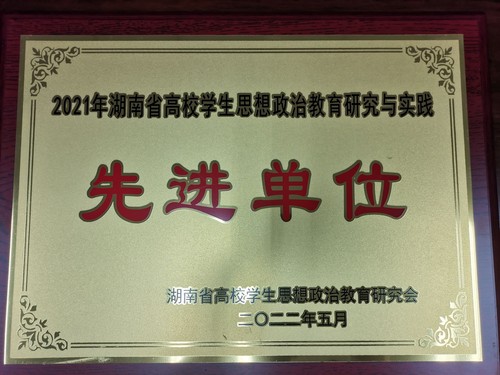 2021年湖南省高校学生思想政治教育研究与实践
先进单位
湖南省高校学生思想政治教育研究会
二〇二二年五月